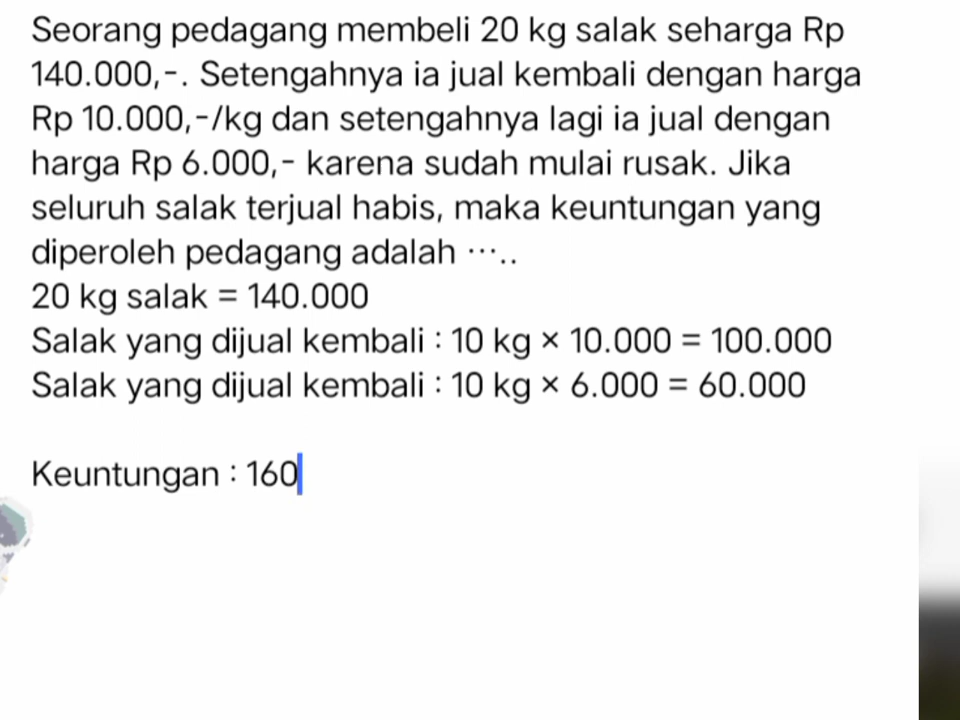 Seorang pedagang membeli 20 kg salak seharga Rp
140.000,-. Setengahnya ia jual kembali dengan harga
Rp 10.000,-/kg dan setengahnya lagi ia jual dengan
harga Rp 6.000,- karena sudah mulai rusak. Jika
seluruh salak terjual habis, maka keuntungan yang
diperoleh pedagang adalah …..
20 kg salak = 140.000
Salak yang dijual kembali : 10 kg × 10.000 = 100.000
Salak yang dijual kembali : 10 kg × 6.000 = 60.000
Keuntungan : 160